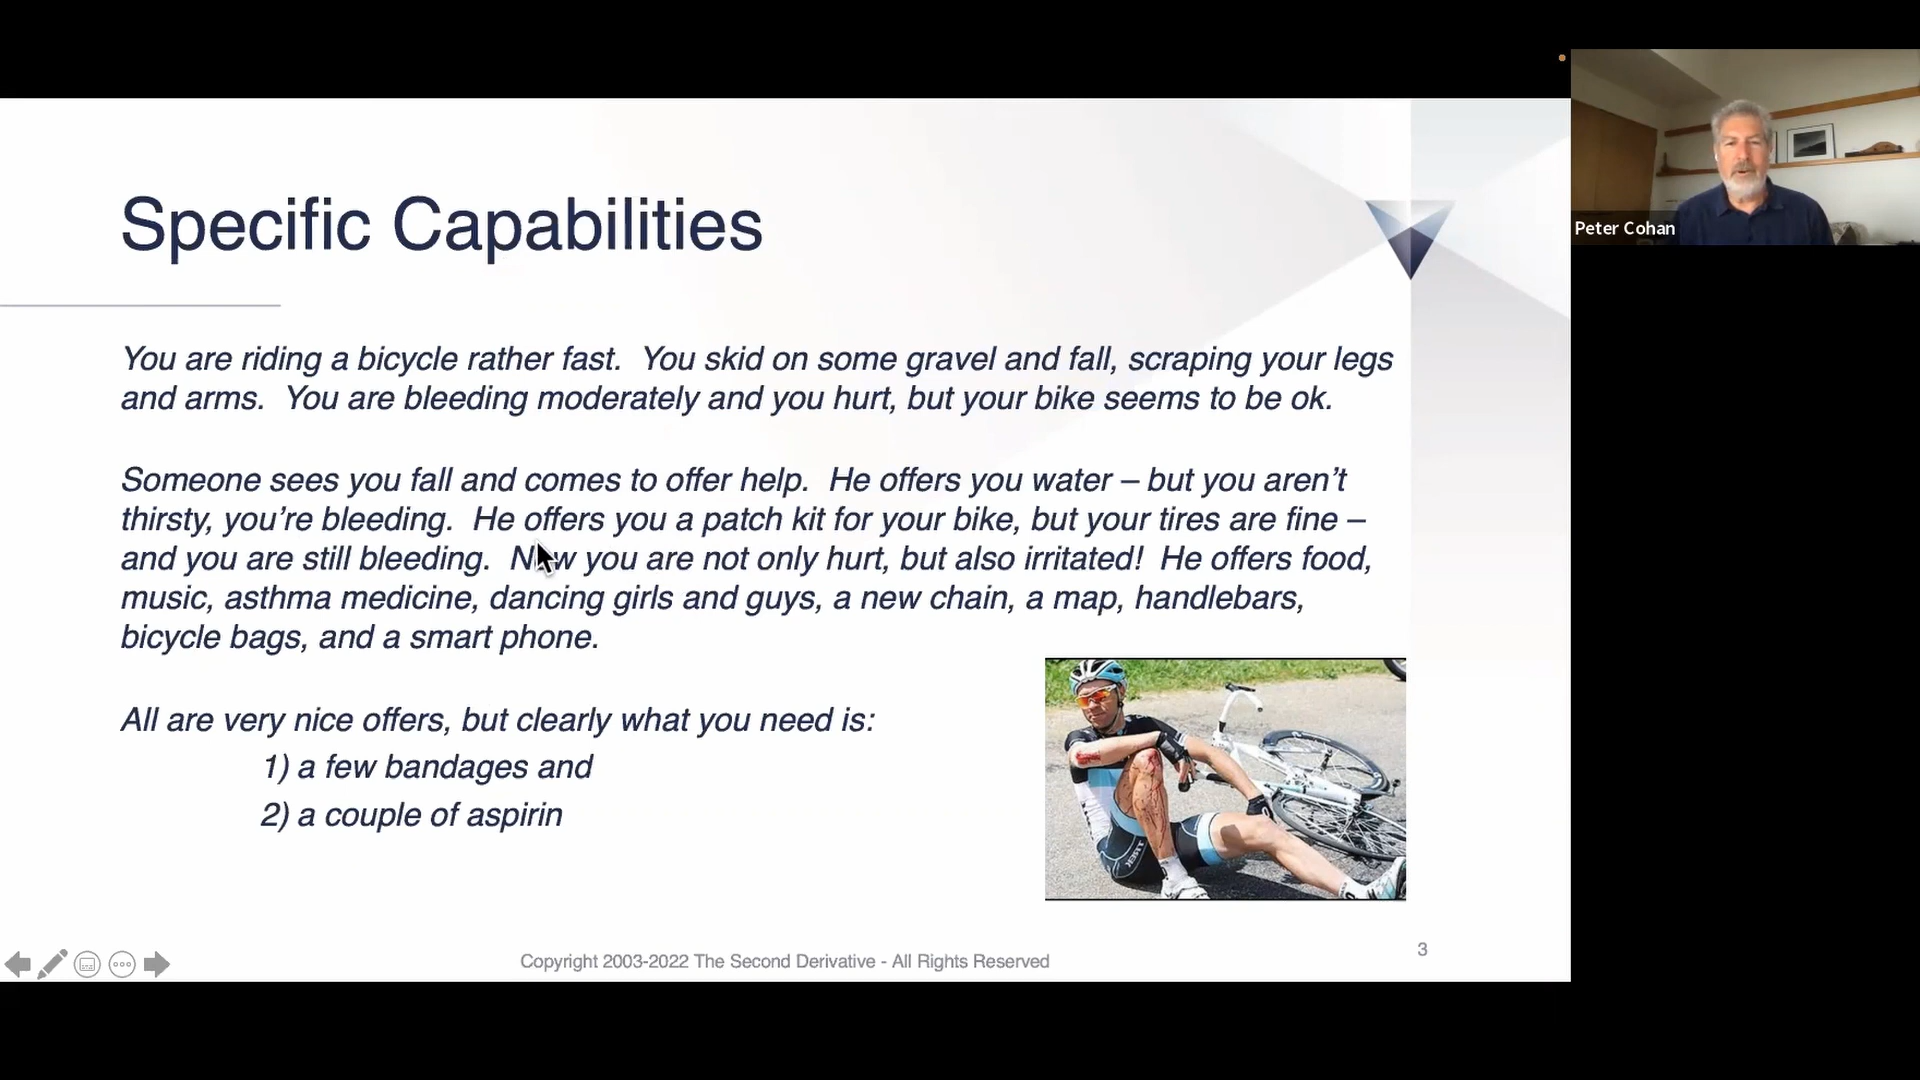 Specific Capabilities
You are riding a bicycle rather fast.  You skid on some gravel and fall, scraping your legs
and arms.  You are bleeding moderately and you hurt, but your bike seems to be ok.
Someone sees you fall and comes to offer help.  He offers you water – but you aren’t
thirsty, you’re bleeding.  He offers you a patch kit for your bike, but your tires are fine –
and you are still bleeding.  Now you are not only hurt, but also irritated!  He offers food,
music, asthma medicine, dancing girls and guys, a new chain, a map, handlebars,
bicycle bags, and a smart phone.
All are very nice offers, but clearly what you need is:
1) a few bandages and
2) a couple of aspirin
Copyright 2003-2022 The Second Derivative - All Rights Reserved
3
Peter Cohan